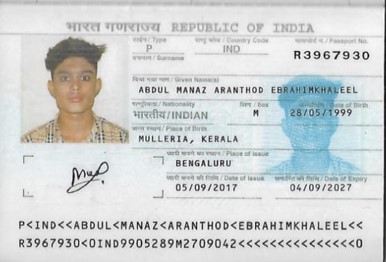 भारत गणराज्य REPUBLIC OF INDIA
टाईप / Type राष्ट्र कोड / Country Code पासपोर्ट नं. / Passport No.
P IND R3967930
उपनाम / Surname
दिया गया नाम / Given Name(s)
ABDUL MANAZ ARANTHOD EBRAHIMKHALEEL
राष्ट्रीयता / Nationality लिंग / Sex जन्मतिथि / Date of Birth
भारतीय/INDIAN M 28/05/1999
जन्म स्थान / Place of Birth
MULLERIA, KERALA
जारी करने का स्थान / Place of Issue
BENGALURU
जारी करने की तिथि / Date of Issue समाप्ति की तिथि / Date of Expiry
05/09/2017 04/09/2027
P<IND<<ABDUL<MANAZ<ARANTHOD<EBRAHIMKHALEEL<<
R3967930<0IND9905289M2709042<<<<<<<<<<<<<<<0